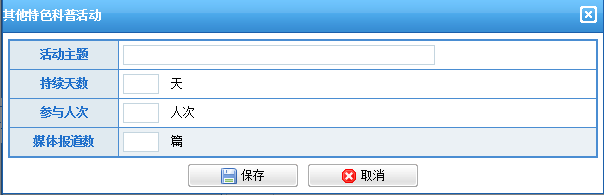 其他特色科普活动
活动主题
持续天数 天
参与人次 人次
媒体报道数 篇
保存 取消